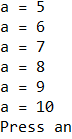 a = 5
a = 6
a = 7
a = 8
a = 9
a = 10
Press an